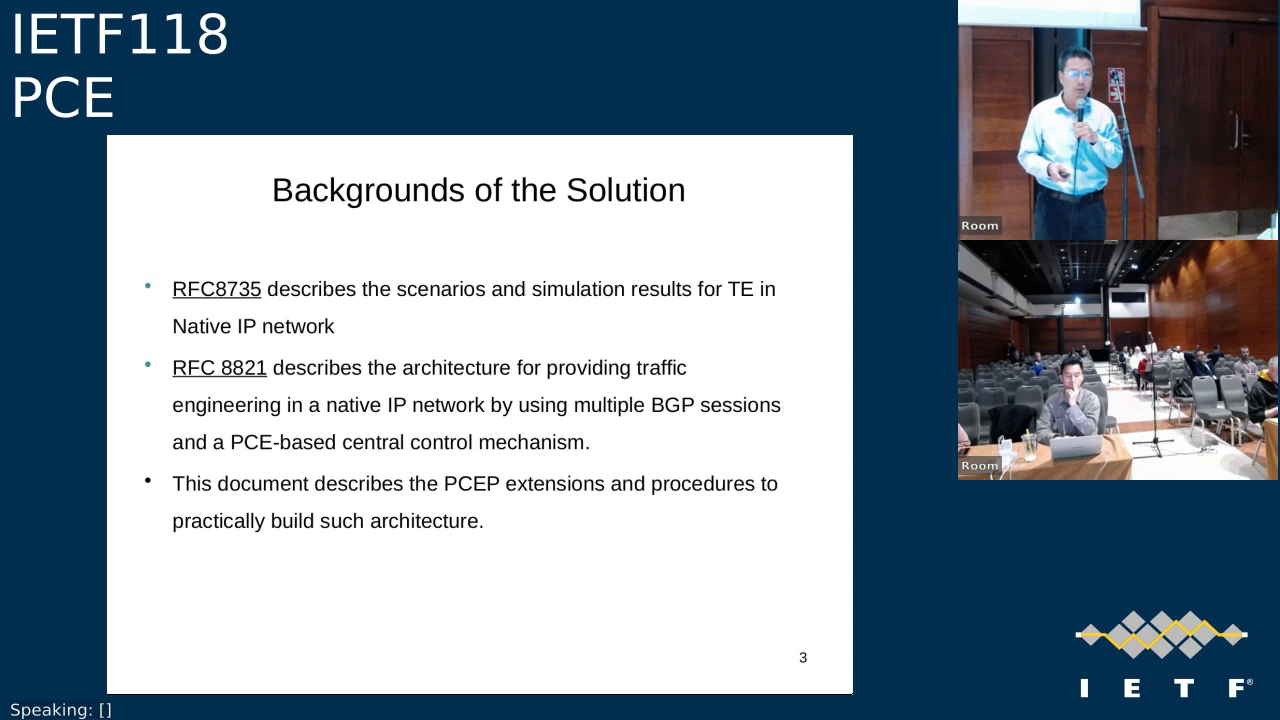 IETF118
PCE
Backgrounds of the Solution
• RFC8735 describes the scenarios and simulation results for TE in
Native IP network
• RFC 8821 describes the architecture for providing traffic
engineering in a native IP network by using multiple BGP sessions
and a PCE-based central control mechanism.
• This document describes the PCEP extensions and procedures to
practically build such architecture.
3
Room
Room
I E T F®
Speaking: []